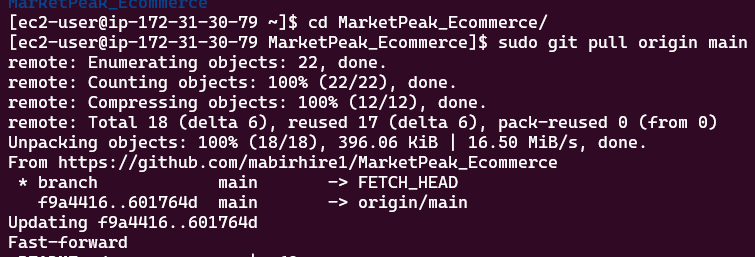 MarketPeak_Ecommerce
[ec2-user@ip-172-31-30-79 ~]$ cd MarketPeak_Ecommerce/
[ec2-user@ip-172-31-30-79 MarketPeak_Ecommerce]$ sudo git pull origin main
remote: Enumerating objects: 22, done.
remote: Counting objects: 100% (22/22), done.
remote: Compressing objects: 100% (12/12), done.
remote: Total 18 (delta 6), reused 17 (delta 6), pack-reused 0 (from 0)
Unpacking objects: 100% (18/18), 396.06 KiB | 16.50 MiB/s, done.
From https://github.com/mabirhire1/MarketPeak_Ecommerce
 * branch            main       -> FETCH_HEAD
   f9a4416..601764d  main       -> origin/main
Updating f9a4416..601764d
Fast-forward